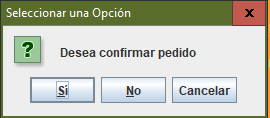 Seleccionar una Opción
x
?
Desea confirmar pedido
Sí No Cancelar